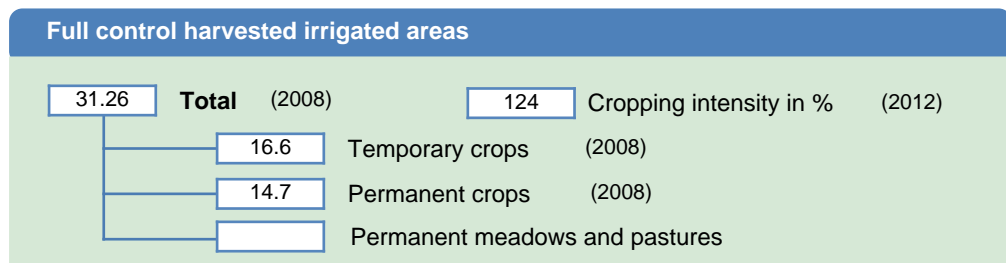 Full control harvested irrigated areas
31.26 Total (2008) 124 Cropping intensity in % (2012)
16.6 Temporary crops (2008)
14.7 Permanent crops (2008)
Permanent meadows and pastures